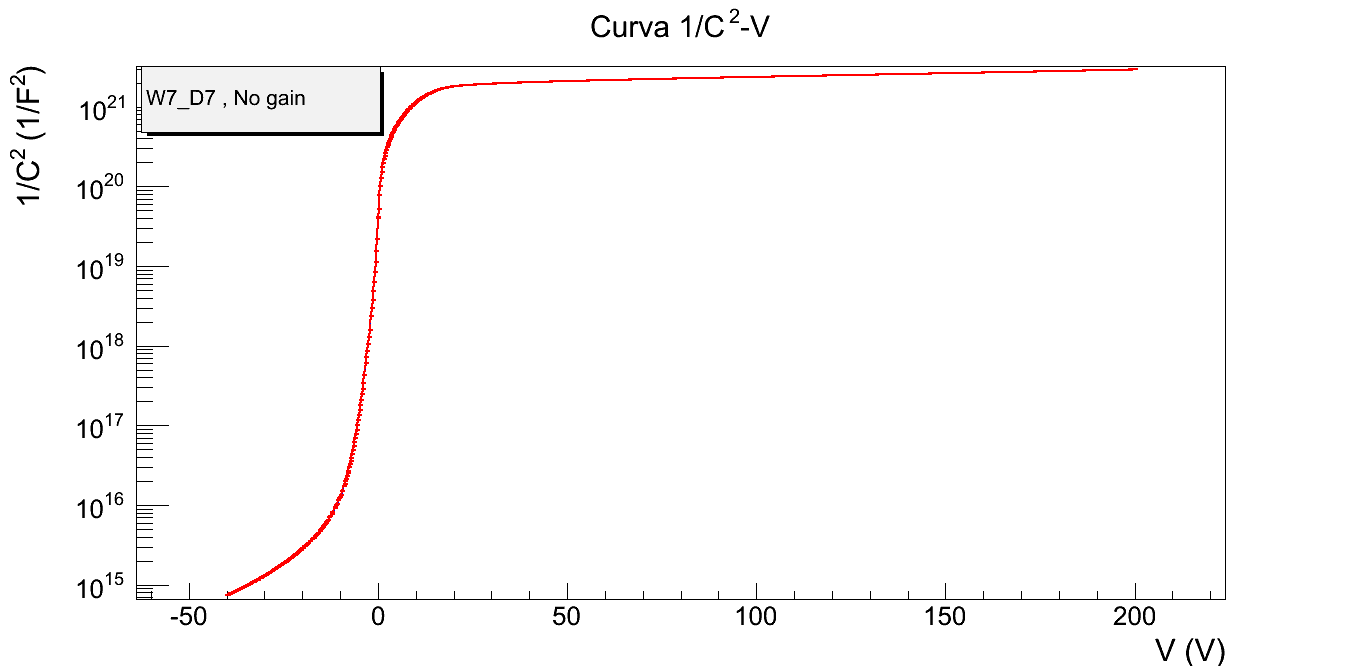 Curva 1/C²-V
1/C² (1/F²)
W7_D7 , No gain
10²¹
10²⁰
10¹⁹
10¹⁸
10¹⁷
10¹⁶
10¹⁵
-50 0 50 100 150 200
V (V)